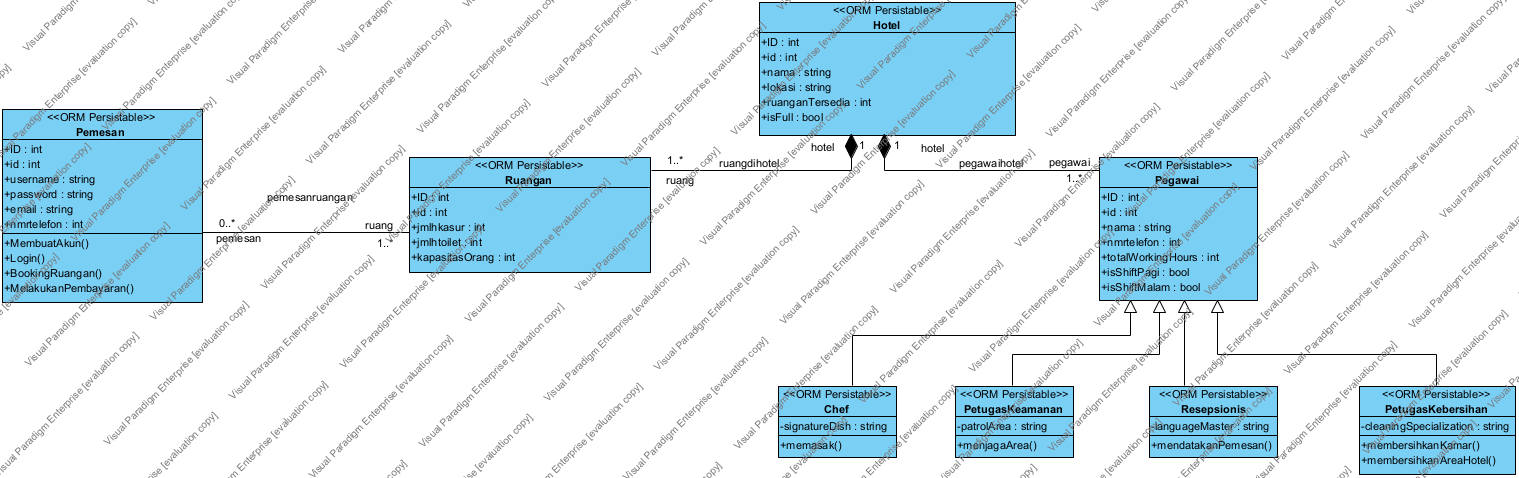 <<ORM Persistable>>
Hotel
+ID : int
+id : int
+nama : string
+lokasi : string
+ruanganTersedia : int
+isFull : bool
<<ORM Persistable>>
Pemesan
+ID : int
+id : int
+username : string
+password : string
+email : string
+nmrtelefon : int
+MembuatAkun()
+Login()
+BookingRuangan()
+MelakukanPembayaran()
pemesanruangan
0..*
pemesan
ruang
1..*
<<ORM Persistable>>
Ruangan
+ID : int
+id : int
+jmlhkasur : int
+jmlhtoilet : int
+kapasitasOrang : int
1..*
ruang
ruangdihotel
hotel
1
1
hotel
pegawaihotel
pegawai
1..*
<<ORM Persistable>>
Pegawai
+ID : int
+id : int
+nama : string
+nmrtelefon : int
+totalWorkingHours : int
+isShiftPagi : bool
+isShiftMalam : bool
<<ORM Persistable>>
Chef
-signatureDish : string
+memasak()
<<ORM Persistable>>
PetugasKeamanan
-patrolArea : string
+menjagaArea()
<<ORM Persistable>>
Resepsionis
-languageMaster : string
+mendatakanPemesan()
<<ORM Persistable>>
PetugasKebersihan
-cleaningSpecialization : string
+membersihkanKamar()
+membersihkanAreaHotel()
Visual Paradigm Enterprise [evaluation copy]